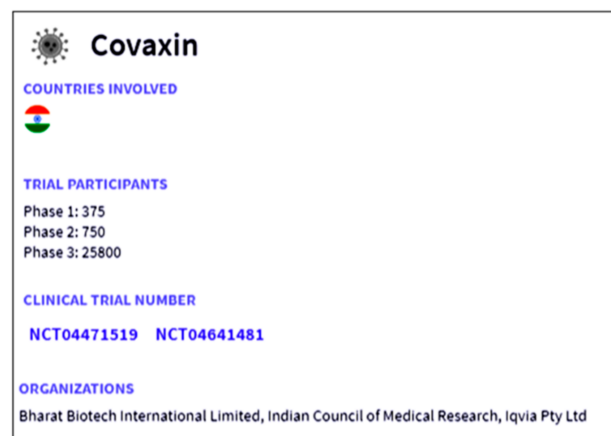 Covaxin
COUNTRIES INVOLVED
TRIAL PARTICIPANTS
Phase 1: 375
Phase 2: 750
Phase 3: 25800
CLINICAL TRIAL NUMBER
NCT04471519 NCT04641481
ORGANIZATIONS
Bharat Biotech International Limited, Indian Council of Medical Research, Iqvia Pty Ltd